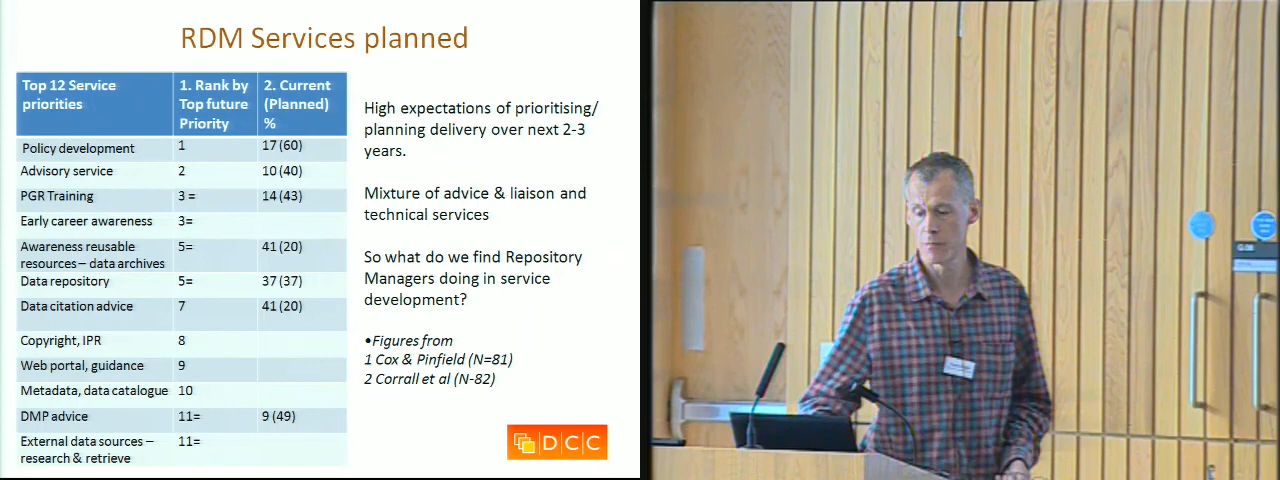 RDM Services planned
Top 12 Service priorities | 1. Rank by Top future Priority | 2. Current (Planned) %
Policy development | 1 | 17 (60)
Advisory service | 2 | 10 (40)
PGR Training | 3 = | 14 (43)
Early career awareness | 3=
Awareness reusable resources – data archives | 5= | 41 (20)
Data repository | 5= | 37 (37)
Data citation advice | 7 | 41 (20)
Copyright, IPR | 8
Web portal, guidance | 9
Metadata, data catalogue | 10
DMP advice | 11= | 9 (49)
External data sources – research & retrieve | 11=
High expectations of prioritising/
planning delivery over next 2-3
years.
Mixture of advice & liaison and
technical services
So what do we find Repository
Managers doing in service
development?
•Figures from
1 Cox & Pinfield (N=81)
2 Corrall et al (N-82)
DCC